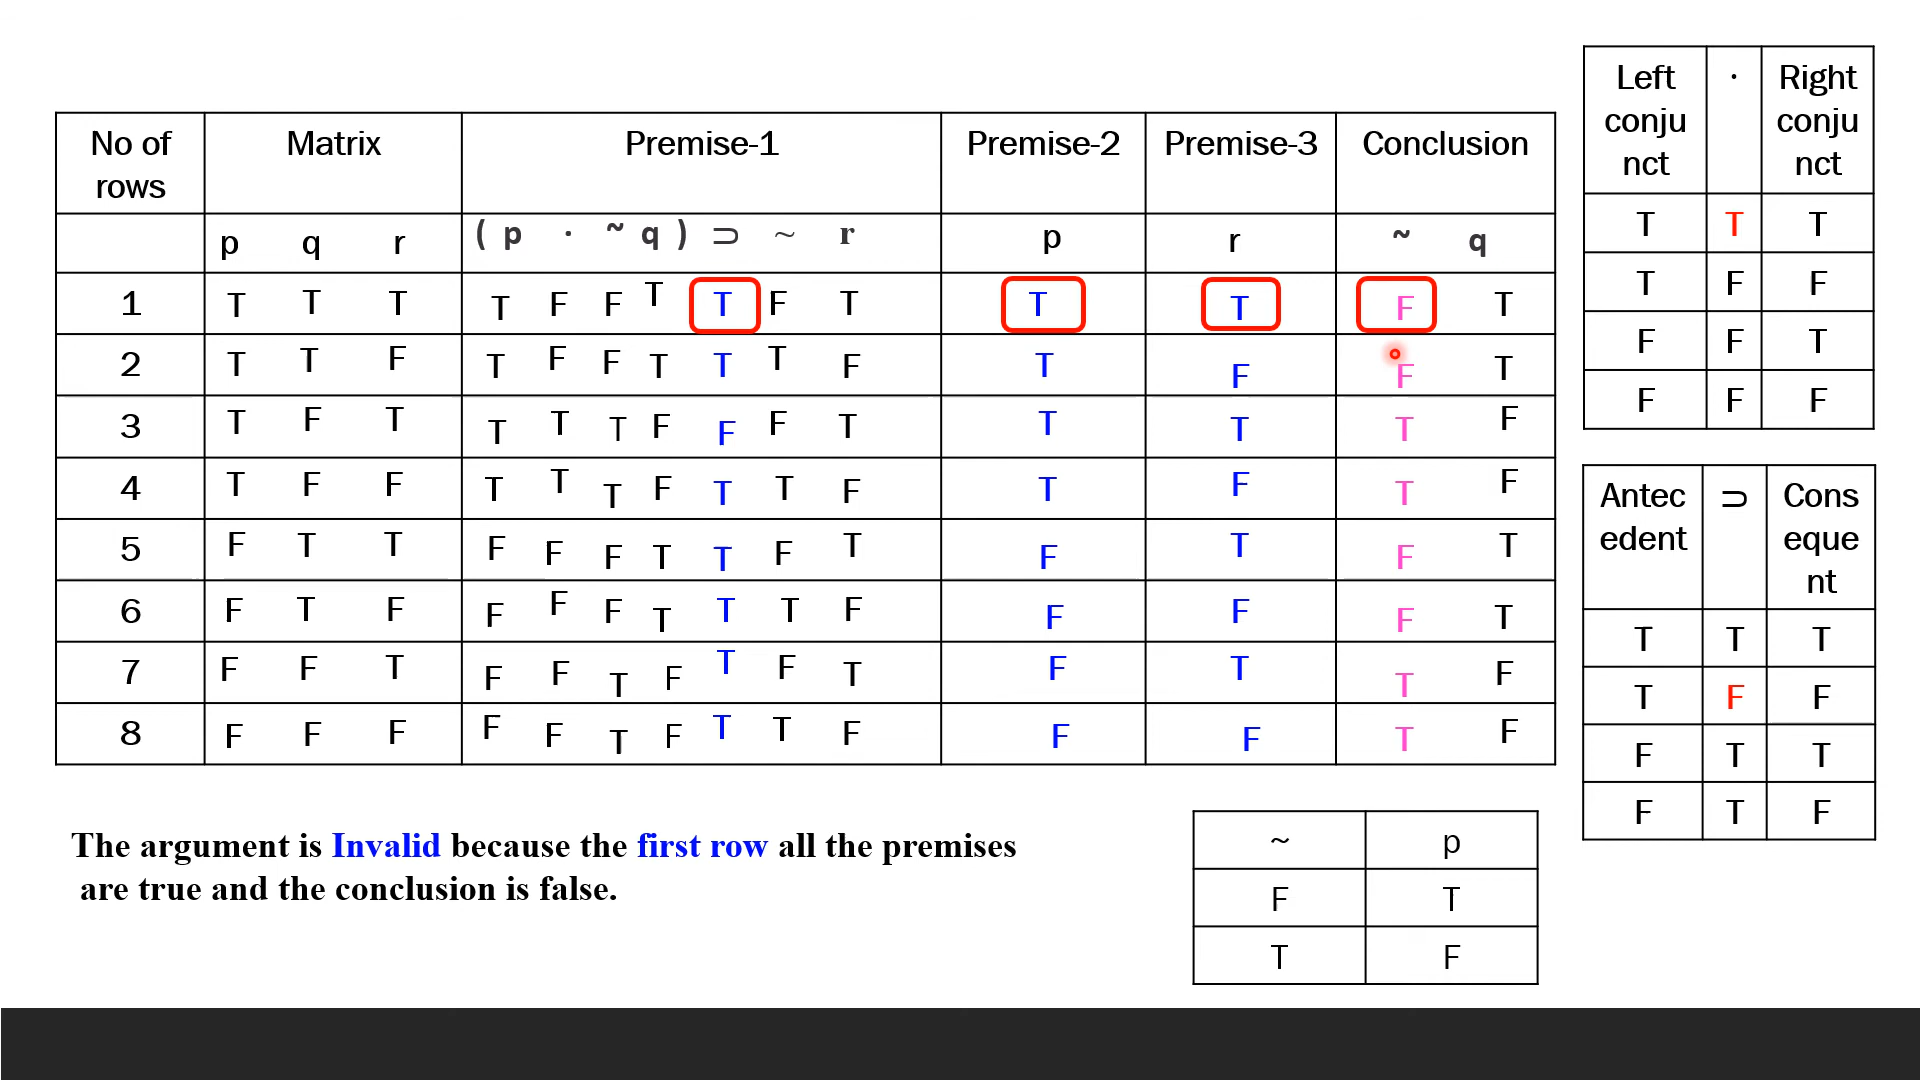 No of rows Matrix Premise-1 Premise-2 Premise-3 Conclusion
p q r ( p · ~ q ) ⊃ ~ r p r ~ q
1 T T T T F F T T F T T T F T
2 T T F T F F T T T F T F F T
3 T F T T T T F F F T T T T F
4 T F F T T T F T T F T F T F
5 F T T F F F T T F T F T F T
6 F T F F F F T T T F F F F T
7 F F T F F T F T F T F T T F
8 F F F F F T F T T F F F T F
The argument is Invalid because the first row all the premises
are true and the conclusion is false.
Left conju nct · Right conju nct
T T T
T F F
F F T
F F F
Antec edent ⊃ Cons eque nt
T T T
T F F
F T T
F T F
~ p
F T
T F